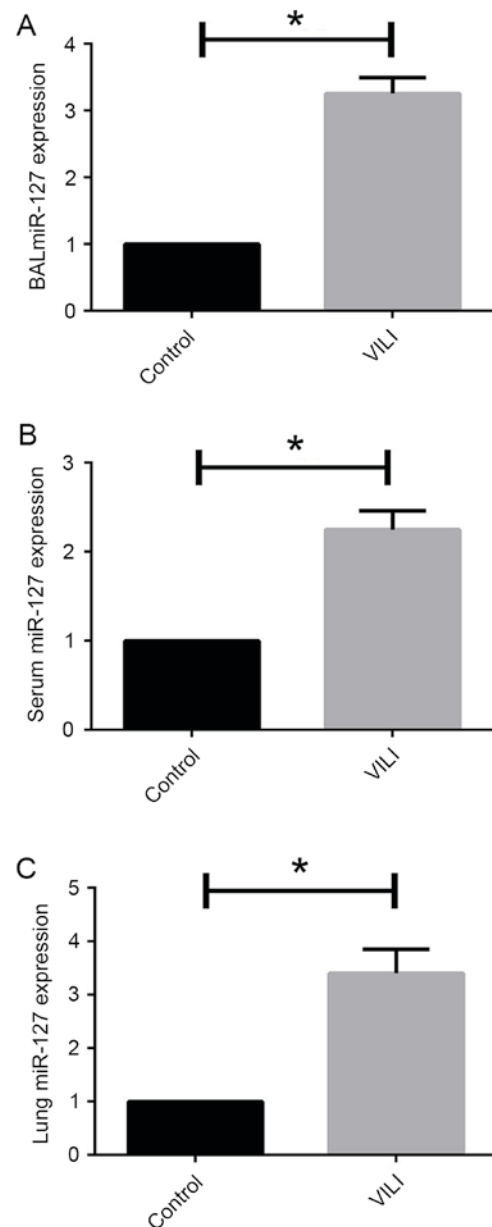 A
*
BALmiR-127 expression
4
3
2
1
0
Control
VILI
B
*
Serum miR-127 expression
3
2
1
0
Control
VILI
C
*
Lung miR-127 expression
5
4
3
2
1
0
Control
VILI